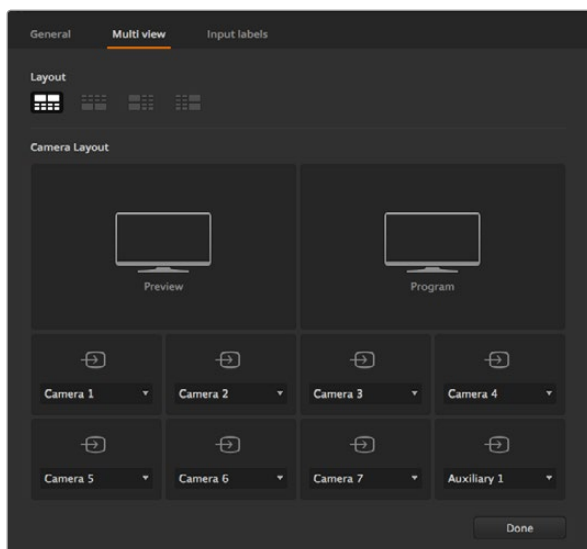 General Multi view Input labels
Layout
Camera Layout
Preview Program
Camera 1 Camera 2 Camera 3 Camera 4
Camera 5 Camera 6 Camera 7 Auxiliary 1
Done